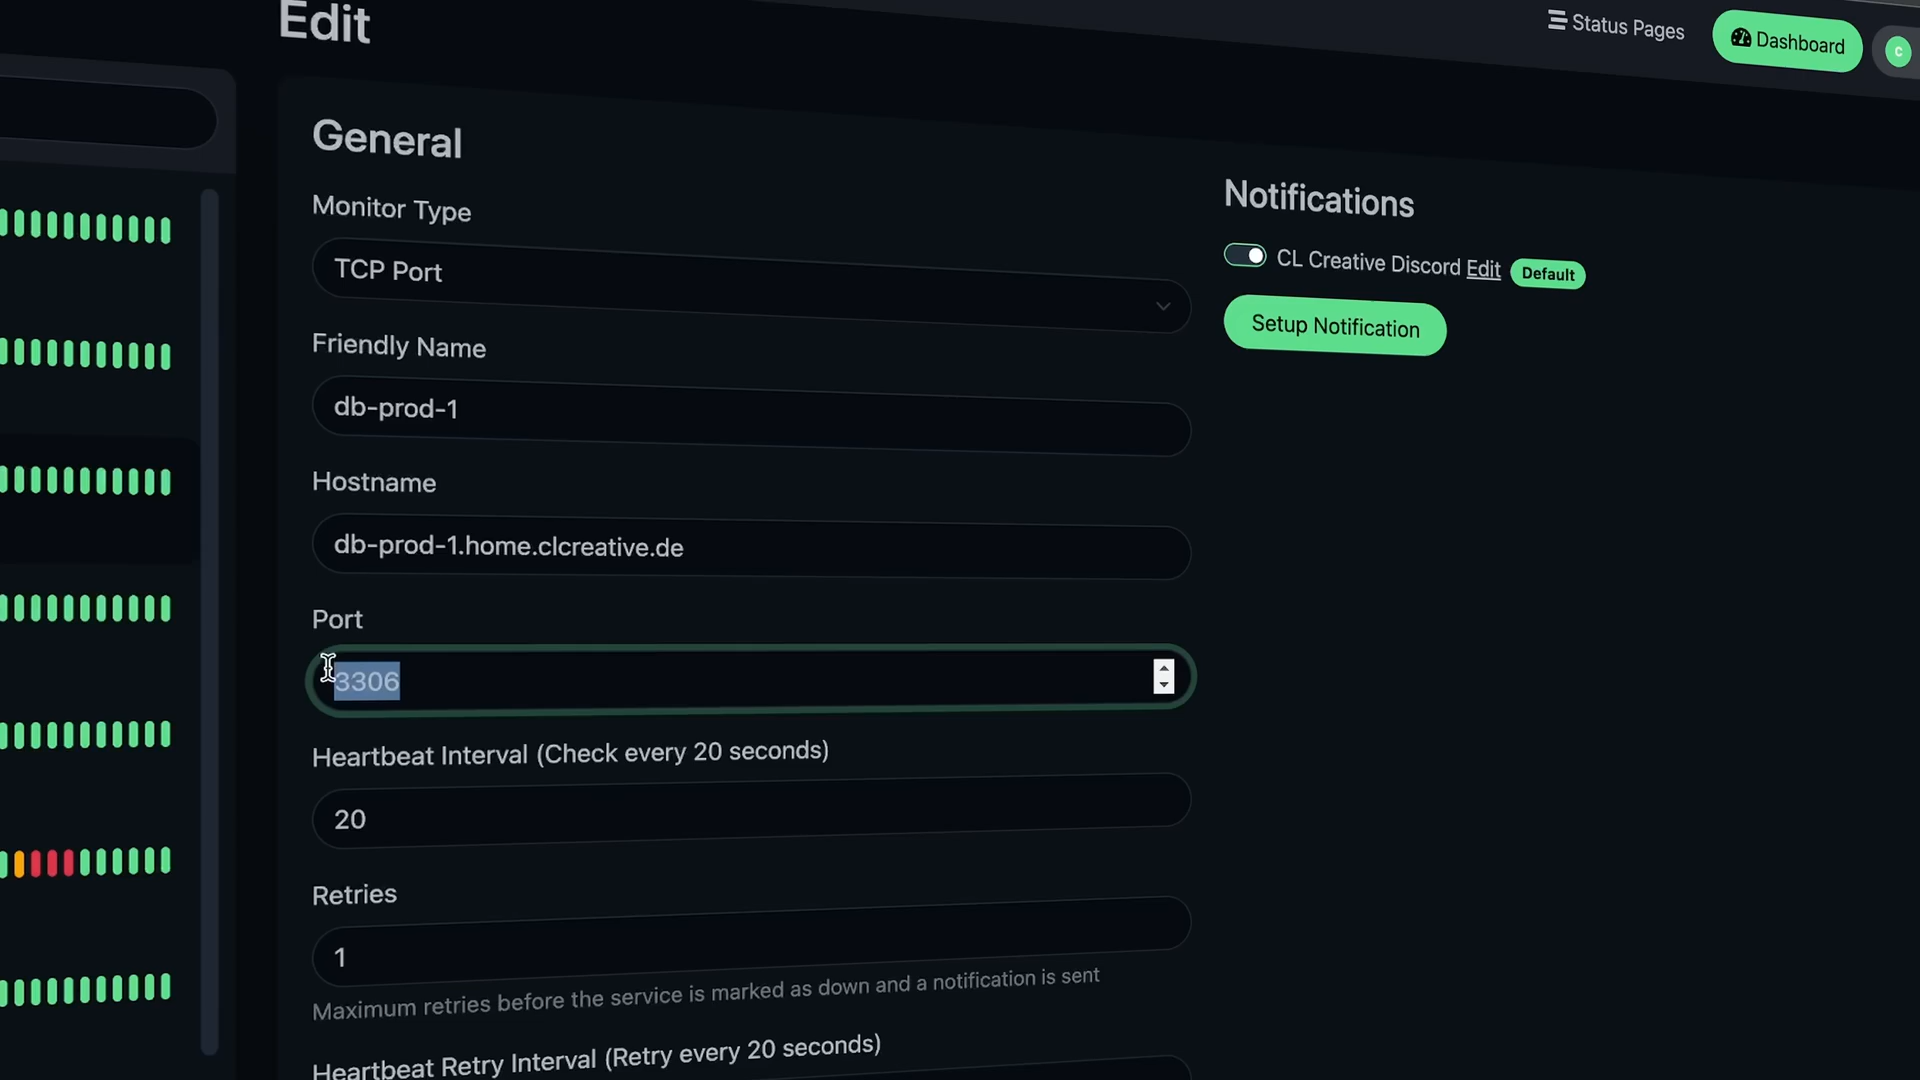 Edit
Status Pages
Dashboard
C
General
Monitor Type
TCP Port
Friendly Name
db-prod-1
Hostname
db-prod-1.home.clcreative.de
Port
3306
Heartbeat Interval (Check every 20 seconds)
20
Retries
1
Maximum retries before the service is marked as down and a notification is sent
Heartbeat Retry Interval (Retry every 20 seconds)
Notifications
CL Creative Discord Edit Default
Setup Notification